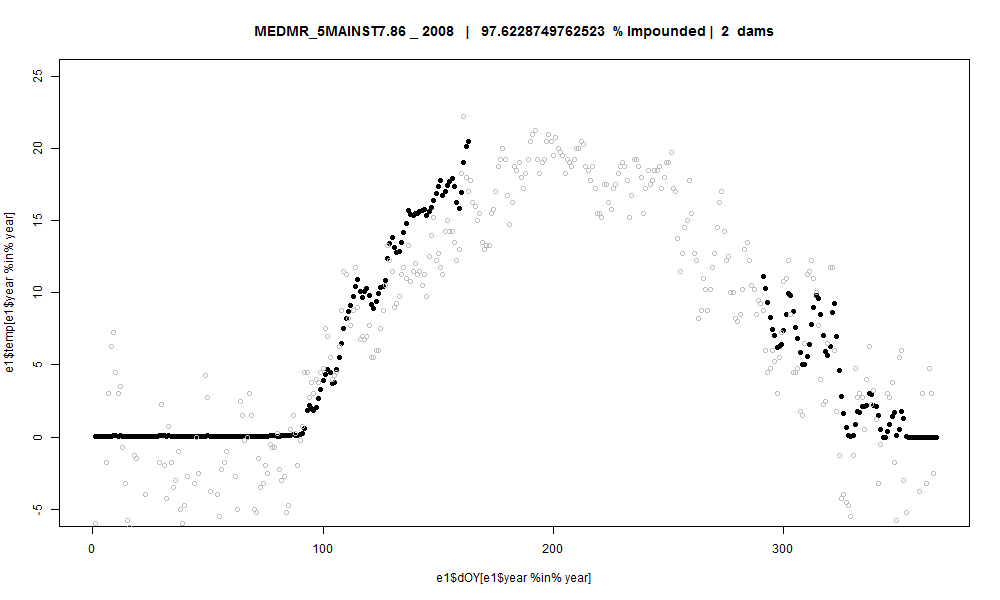 MEDMR_5MAINST7.86 _ 2008 | 97.6228749762523 % Impounded | 2 dams
e1$temp[e1$year %in% year]
25
20
15
10
5
0
-5
0 100 200 300
e1$dOY[e1$year %in% year]